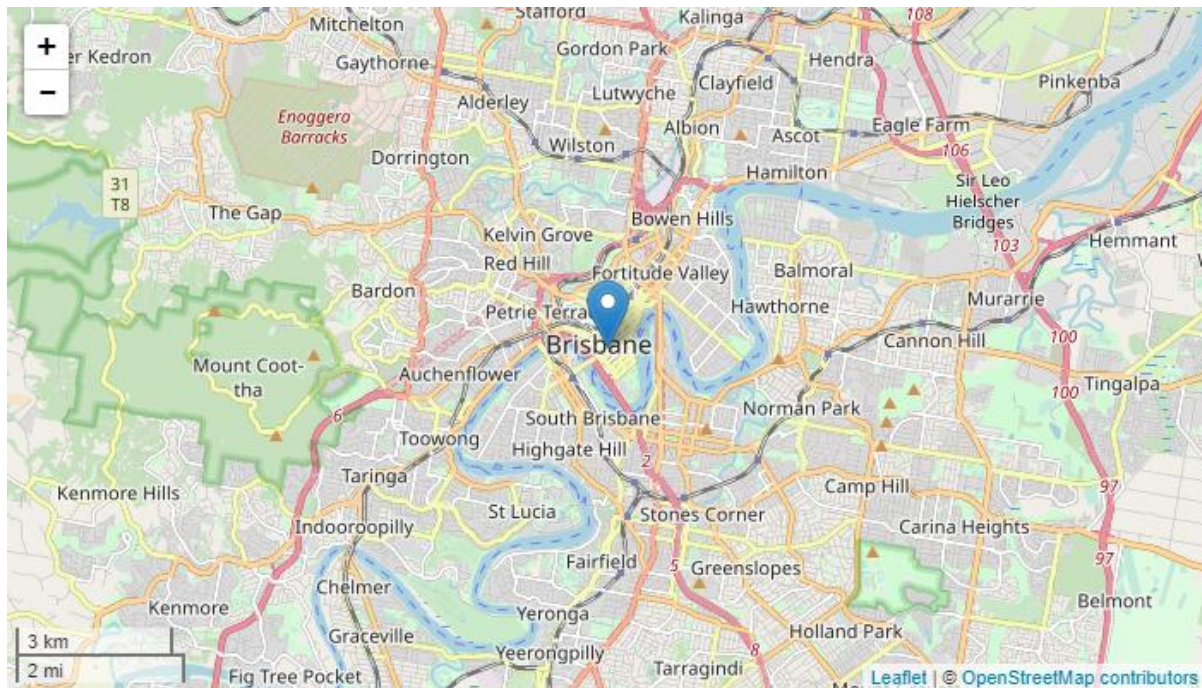 Stafford
Kalinga
108
Mitchelton
+
er Kedron
Gordon Park
Hendra
Gaythorne
Clayfield
Pinkenba
−
Lutwyche
Alderley
Enoggera
Barracks
Albion
Ascot
Eagle Farm
Wilston
106
Dorrington
Hamilton
31
T8
Sir Leo
Hielscher
Bridges
The Gap
Bowen Hills
Kelvin Grove
103
Hemmant
Red Hill
Fortitude Valley
Balmoral
Bardon
Hawthorne
Murarrie
Petrie Terra
100
Cannon Hill
Brisbane
Mount Coot-
tha
Auchenflower
100
Tingalpa
6
South Brisbane
Norman Park
Toowong
Highgate Hill
2
Taringa
Camp Hill
97
Kenmore Hills
St Lucia
Stones Corner
Indooroopilly
Carina Heights
Fairfield
5
Greenslopes
97
Chelmer
Kenmore
Yeronga
Belmont
3 km
Graceville
Holland Park
2 mi
Yeerongpilly
8
Fig Tree Pocket
Tarragindi
Leaflet | © OpenStreetMap contributors